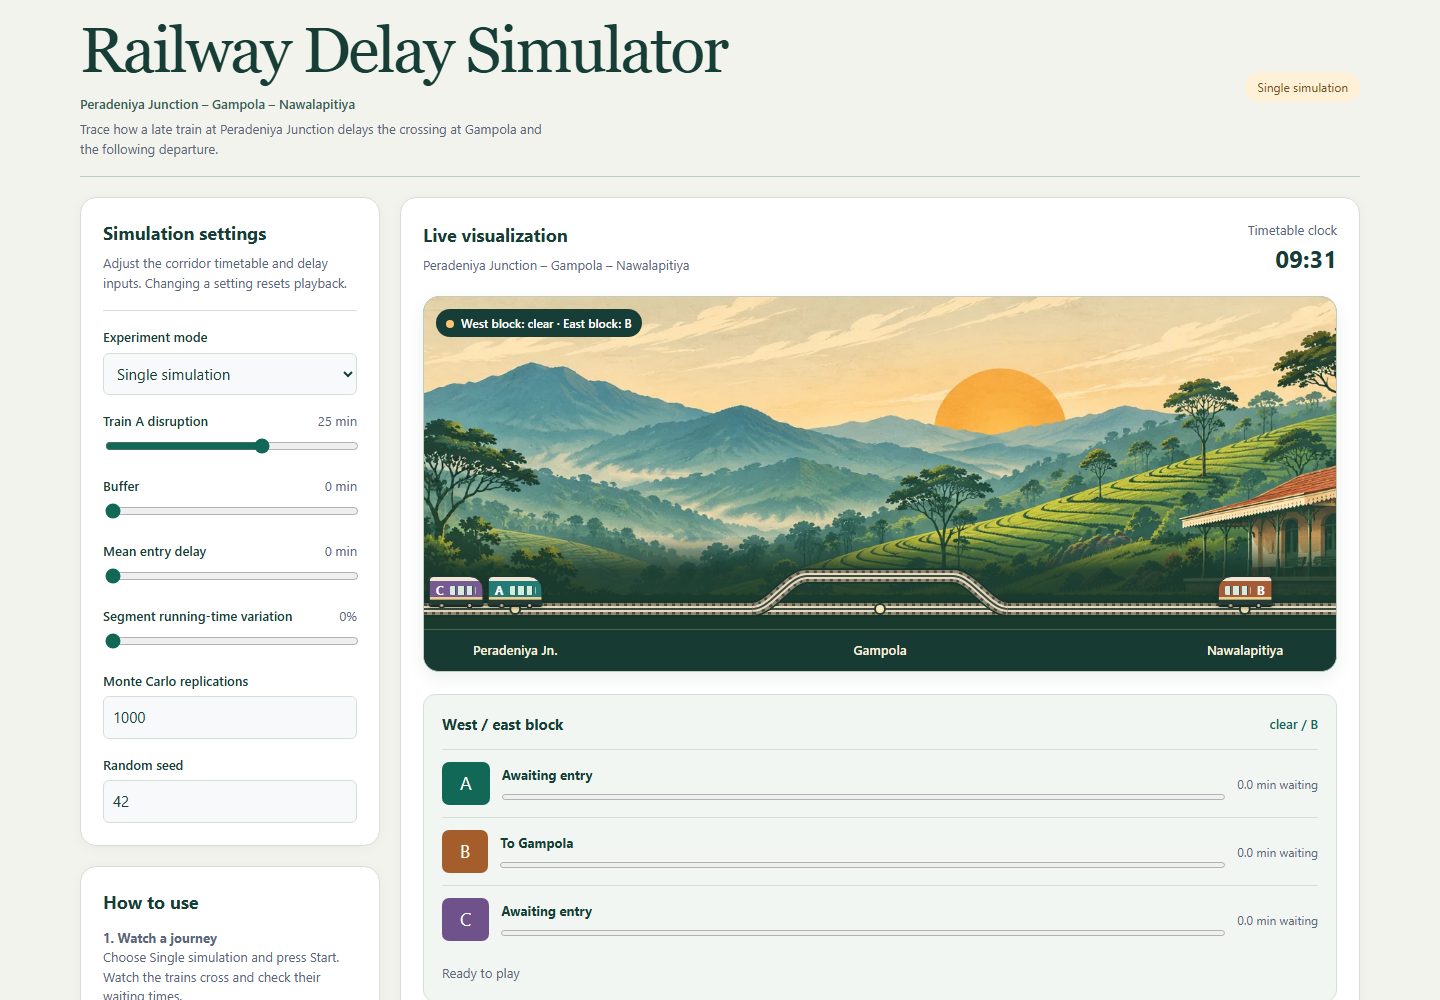 Railway Delay Simulator
Peradeniya Junction – Gampola – Nawalapitiya
Trace how a late train at Peradeniya Junction delays the crossing at Gampola and
the following departure.
Single simulation
Simulation settings
Adjust the corridor timetable and delay
inputs. Changing a setting resets playback.
Experiment mode
Single simulation
Train A disruption 25 min
Buffer 0 min
Mean entry delay 0 min
Segment running-time variation 0%
Monte Carlo replications
1000
Random seed
42
How to use
1. Watch a journey
Choose Single simulation and press Start.
Watch the trains cross and check their
waiting times.
Live visualization
Peradeniya Junction – Gampola – Nawalapitiya
Timetable clock
09:31
West block: clear · East block: B
C A B
Peradeniya Jn. Gampola Nawalapitiya
West / east block clear / B
A Awaiting entry 0.0 min waiting
B To Gampola 0.0 min waiting
C Awaiting entry 0.0 min waiting
Ready to play